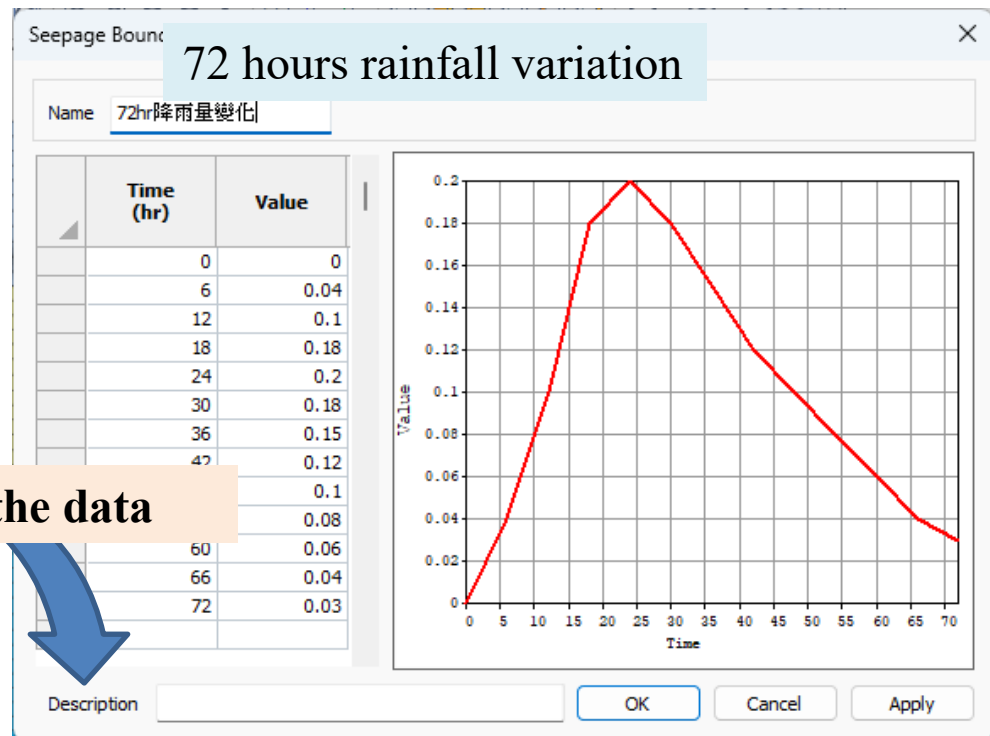 Seepage Boun
72 hours rainfall variation
Name 72hr降雨量變化
Time (hr) Value
0 0
6 0.04
12 0.1
18 0.18
24 0.2
30 0.18
36 0.15
42 0.12
0.1
0.08
60 0.06
66 0.04
72 0.03
the data
0.2
0.18
0.16
0.14
0.12
0.1
0.08
0.06
0.04
0.02
0
Value
0 5 10 15 20 25 30 35 40 45 50 55 60 65 70
Time
Description
OK Cancel Apply